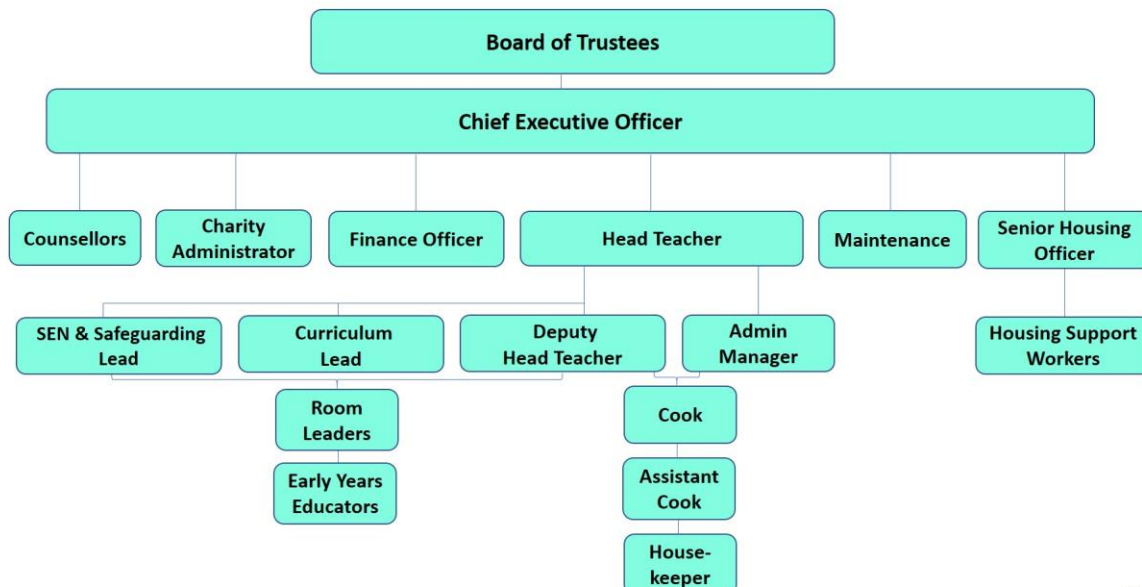 Board of Trustees
Chief Executive Officer
Counsellors
Charity
Administrator
Finance Officer
Head Teacher
Maintenance
Senior Housing
Officer
SEN & Safeguarding
Lead
Curriculum
Lead
Deputy
Head Teacher
Admin
Manager
Housing Support
Workers
Room
Leaders
Cook
Early Years
Educators
Assistant
Cook
House-
keeper